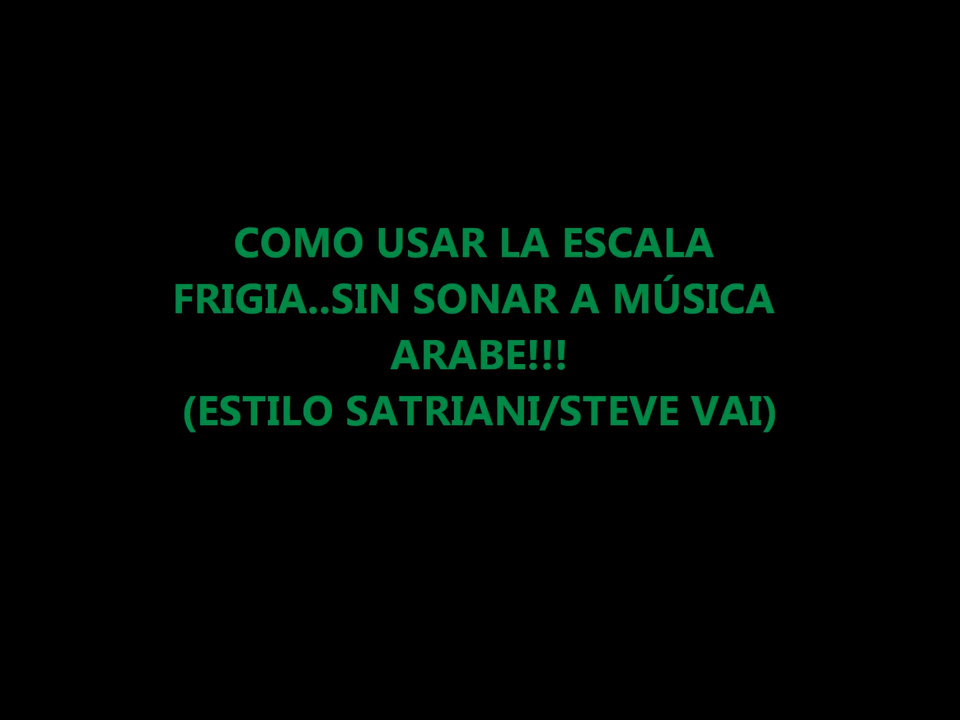 COMO USAR LA ESCALA
FRIGIA..SIN SONAR A MÚSICA
ARABE!!!
(ESTILO SATRIANI/STEVE VAI)